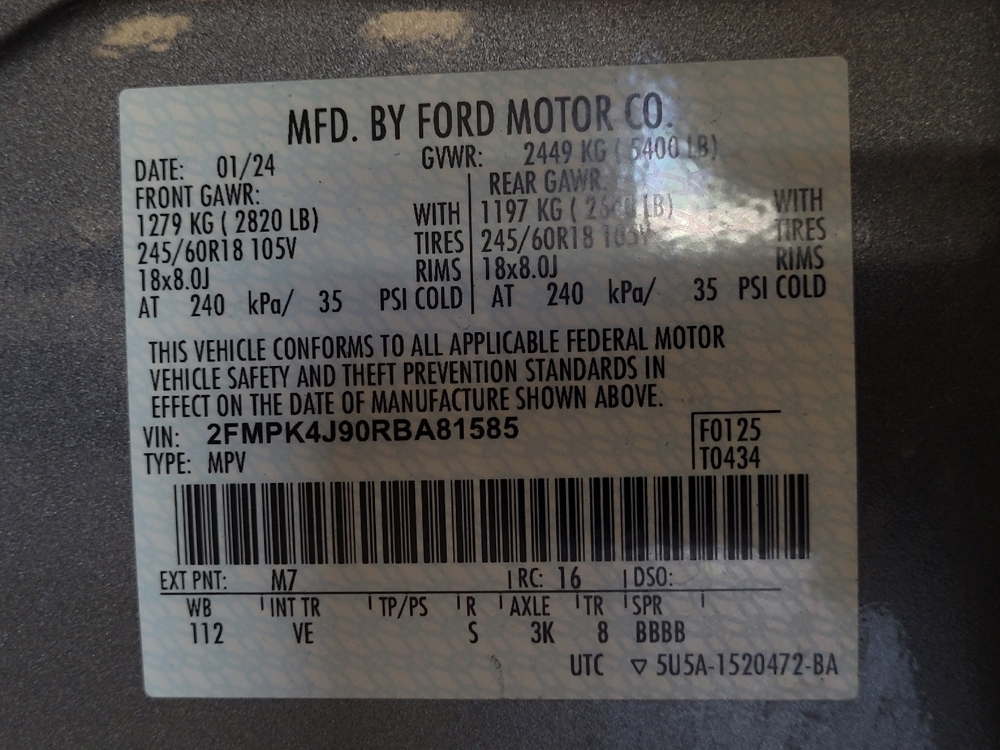 MFD. BY FORD MOTOR CO.
DATE: 01/24 GVWR: 2449 KG ( 5400 LB)
FRONT GAWR: REAR GAWR:
1279 KG ( 2820 LB) WITH 1197 KG ( LB) WITH
245/60R18 105V TIRES 245/60R18 105V TIRES
18x8.0J RIMS 18x8.0J RIMS
AT 240 kPa/ 35 PSI COLD AT 240 kPa/ 35 PSI COLD
THIS VEHICLE CONFORMS TO ALL APPLICABLE FEDERAL MOTOR
VEHICLE SAFETY AND THEFT PREVENTION STANDARDS IN
EFFECT ON THE DATE OF MANUFACTURE SHOWN ABOVE.
VIN: 2FMPK4J90RBA81585 F0125
TYPE: MPV T0434
EXT PNT: M7 RC: 16 DSO:
WB INT TR TP/PS R AXLE TR SPR
112 VE S 3K 8 BBBB
UTC ▽ 5U5A-1520472-BA